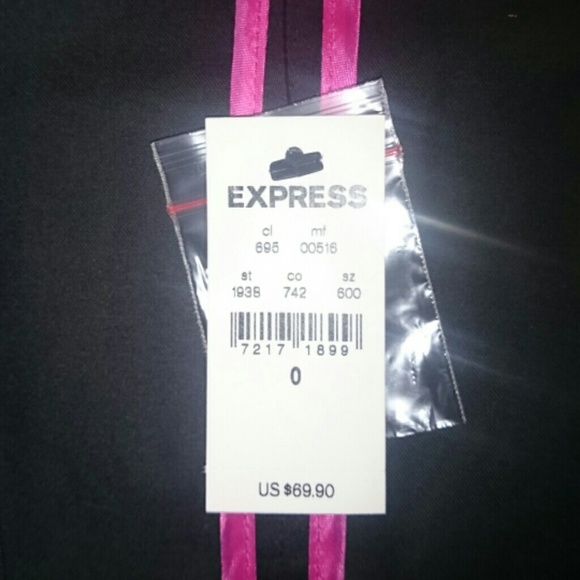 EXPRESS
cl mf
695 00516
st co sz
1938 742 600
7217 1899
0
US $69.90